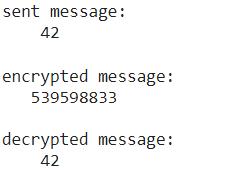 sent message:
42
encrypted message:
539598833
decrypted message:
42